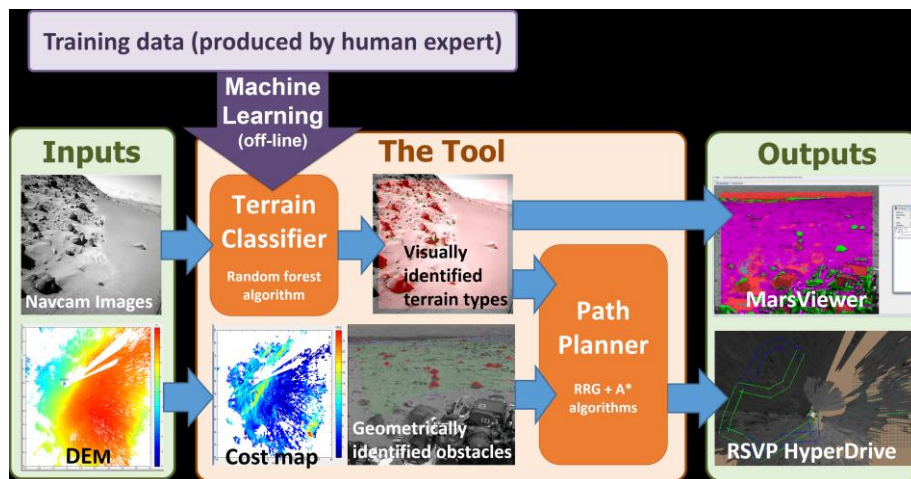 Training data (produced by human expert)
Machine
Learning
(off-line)
Inputs
The Tool
Outputs
Navcam Images
Terrain
Classifier
Random forest
algorithm
Visually
identified
terrain types
MarsViewer
DEM
Cost map
Geometrically
identified obstacles
Path
Planner
RRG + A*
algorithms
RSVP HyperDrive